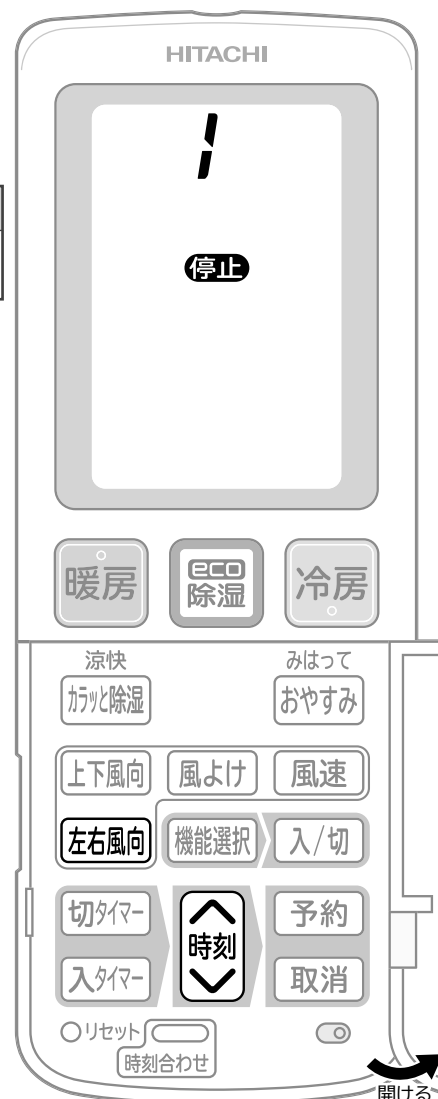 HITACHI
1
停止
暖房
eco
除湿
冷房
涼快
みはって
カラッと除湿
おやすみ
上下風向
風よけ
風速
左右風向
機能選択
入/切
切タイマー
時刻
予約
入タイマー
取消
リセット
時刻合わせ
開ける